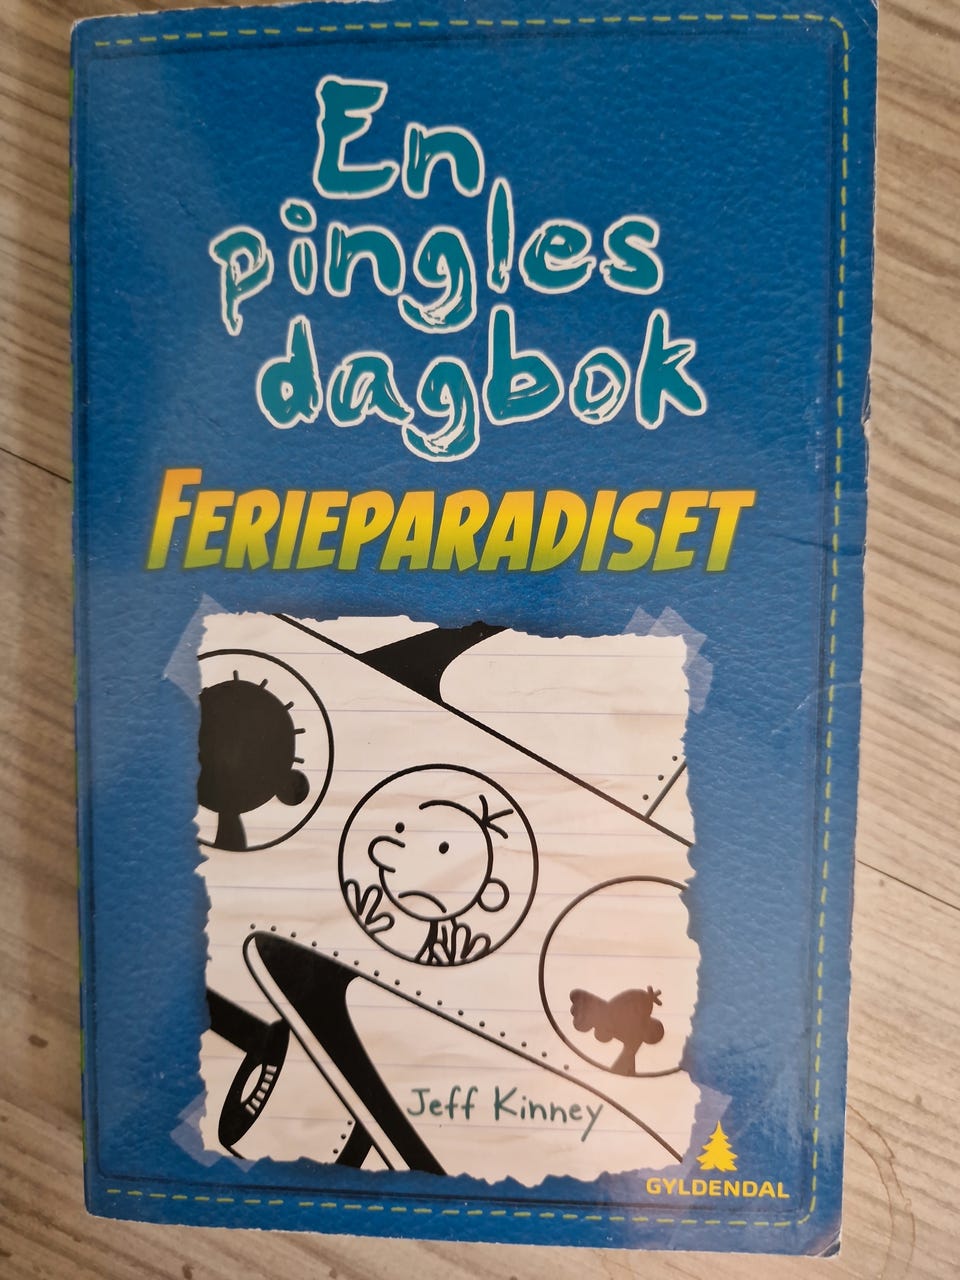 En
pingles
dagbok
FERIEPARADISET
Jeff Kinney
GYLDENDAL